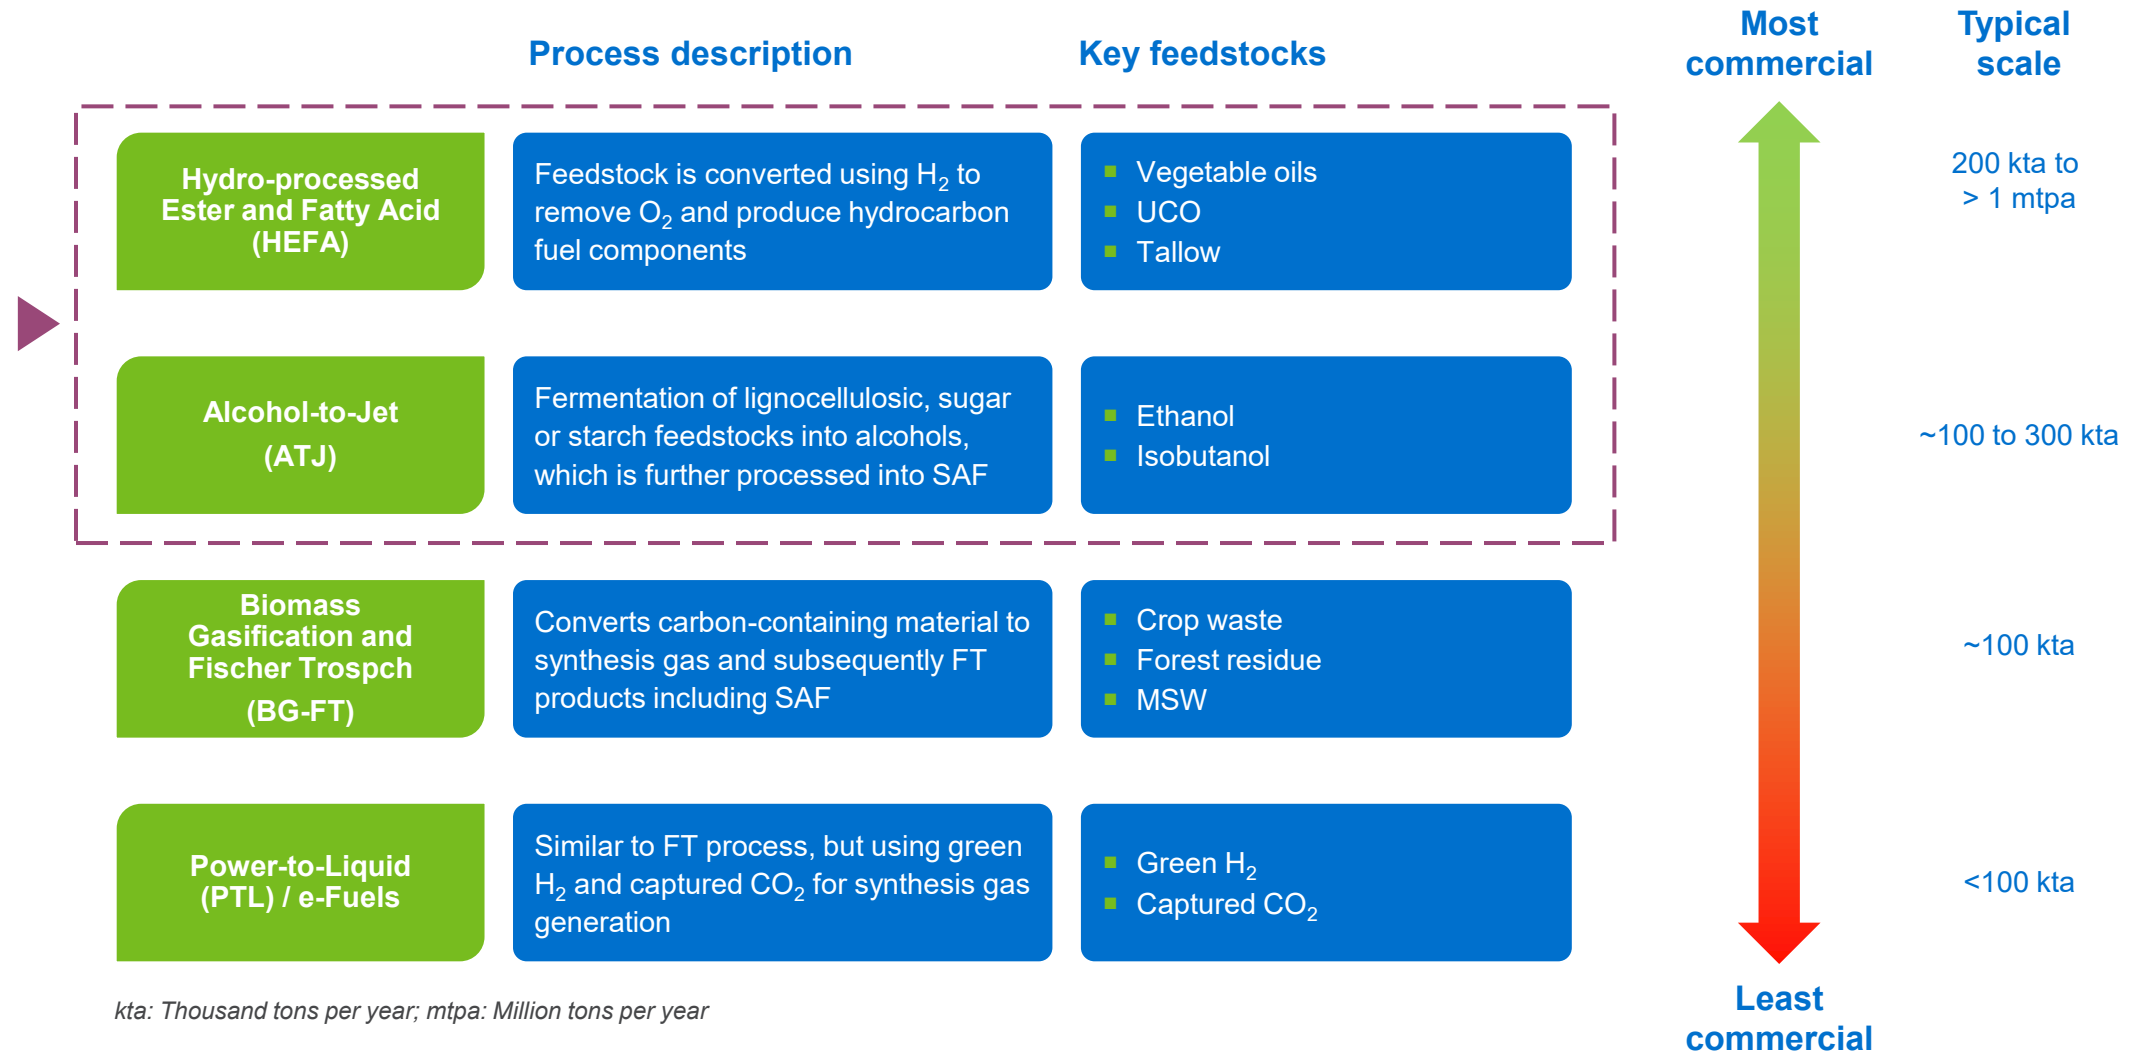 Process description
Key feedstocks
Most
commercial
Typical
scale
Hydro-processed
Ester and Fatty Acid
(HEFA)
Feedstock is converted using H₂ to
remove O₂ and produce hydrocarbon
fuel components
Vegetable oils
UCO
Tallow
200 kta to
> 1 mtpa
Alcohol-to-Jet
(ATJ)
Fermentation of lignocellulosic, sugar
or starch feedstocks into alcohols,
which is further processed into SAF
Ethanol
Isobutanol
~100 to 300 kta
Biomass
Gasification and
Fischer Trospch
(BG-FT)
Converts carbon-containing material to
synthesis gas and subsequently FT
products including SAF
Crop waste
Forest residue
MSW
~100 kta
Power-to-Liquid
(PTL) / e-Fuels
Similar to FT process, but using green
H₂ and captured CO₂ for synthesis gas
generation
Green H₂
Captured CO₂
<100 kta
Least
commercial
kta: Thousand tons per year; mtpa: Million tons per year